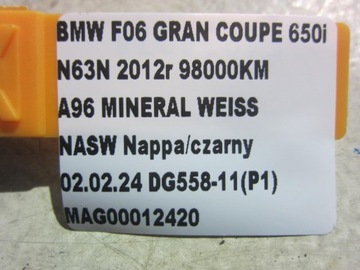 BMW F06 GRAN COUPE 650i
N63N 2012r 98000KM
A96 MINERAL WEISS
NASW Nappa/czarny
02.02.24 DG558-11(P1)
MAG00012420